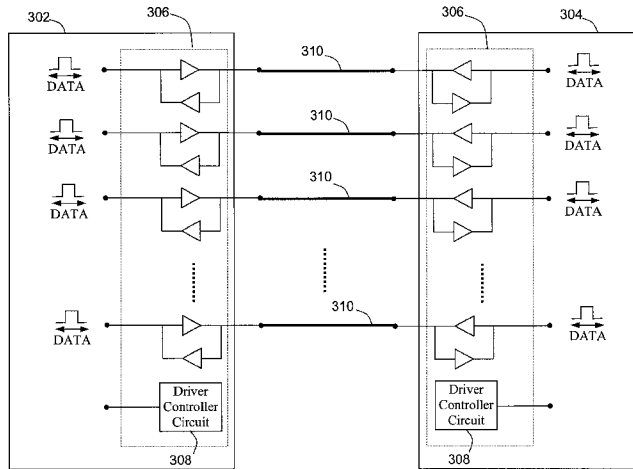 302
306
306
304
310
DATA
DATA
310
DATA
DATA
310
DATA
DATA
310
DATA
DATA
Driver
Controller
Circuit
308
Driver
Controller
Circuit
308